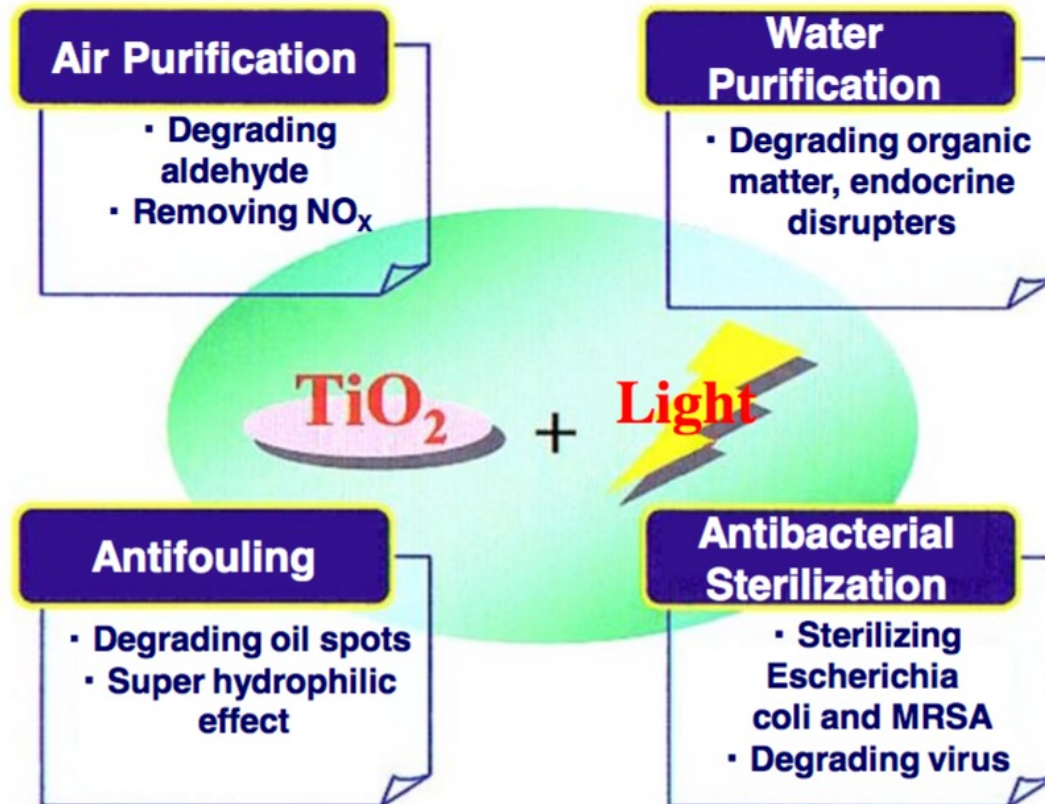 Air Purification
· Degrading
aldehyde
· Removing NOₓ
Water
Purification
· Degrading organic
matter, endocrine
disrupters
TiO₂ + Light
Antifouling
· Degrading oil spots
· Super hydrophilic
effect
Antibacterial
Sterilization
· Sterilizing
Escherichia
coli and MRSA
· Degrading virus